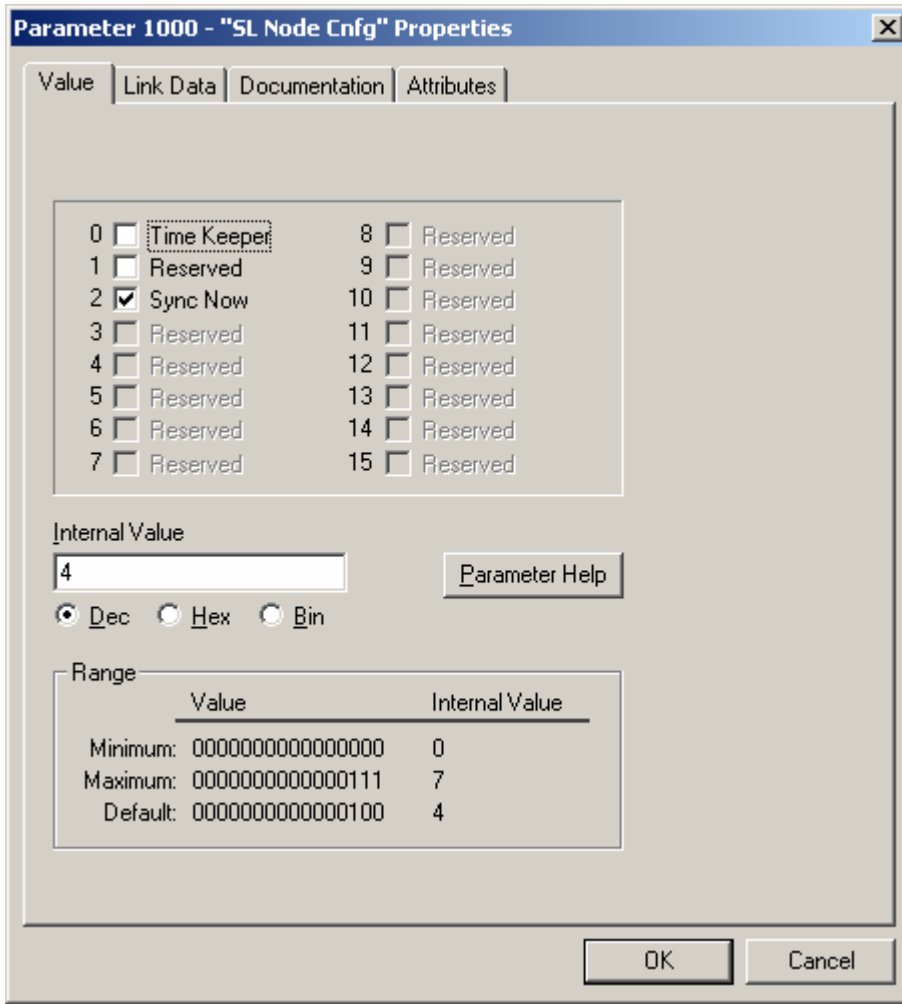 Parameter 1000 - "SL Node Cnfg" Properties
Value Link Data Documentation Attributes
0 Time Keeper 8 Reserved
1 Reserved 9 Reserved
2 Sync Now 10 Reserved
3 Reserved 11 Reserved
4 Reserved 12 Reserved
5 Reserved 13 Reserved
6 Reserved 14 Reserved
7 Reserved 15 Reserved
Internal Value
4 Parameter Help
Dec Hex Bin
Range
Value Internal Value
Minimum: 0000000000000000 0
Maximum: 0000000000000111 7
Default: 0000000000000100 4
OK Cancel